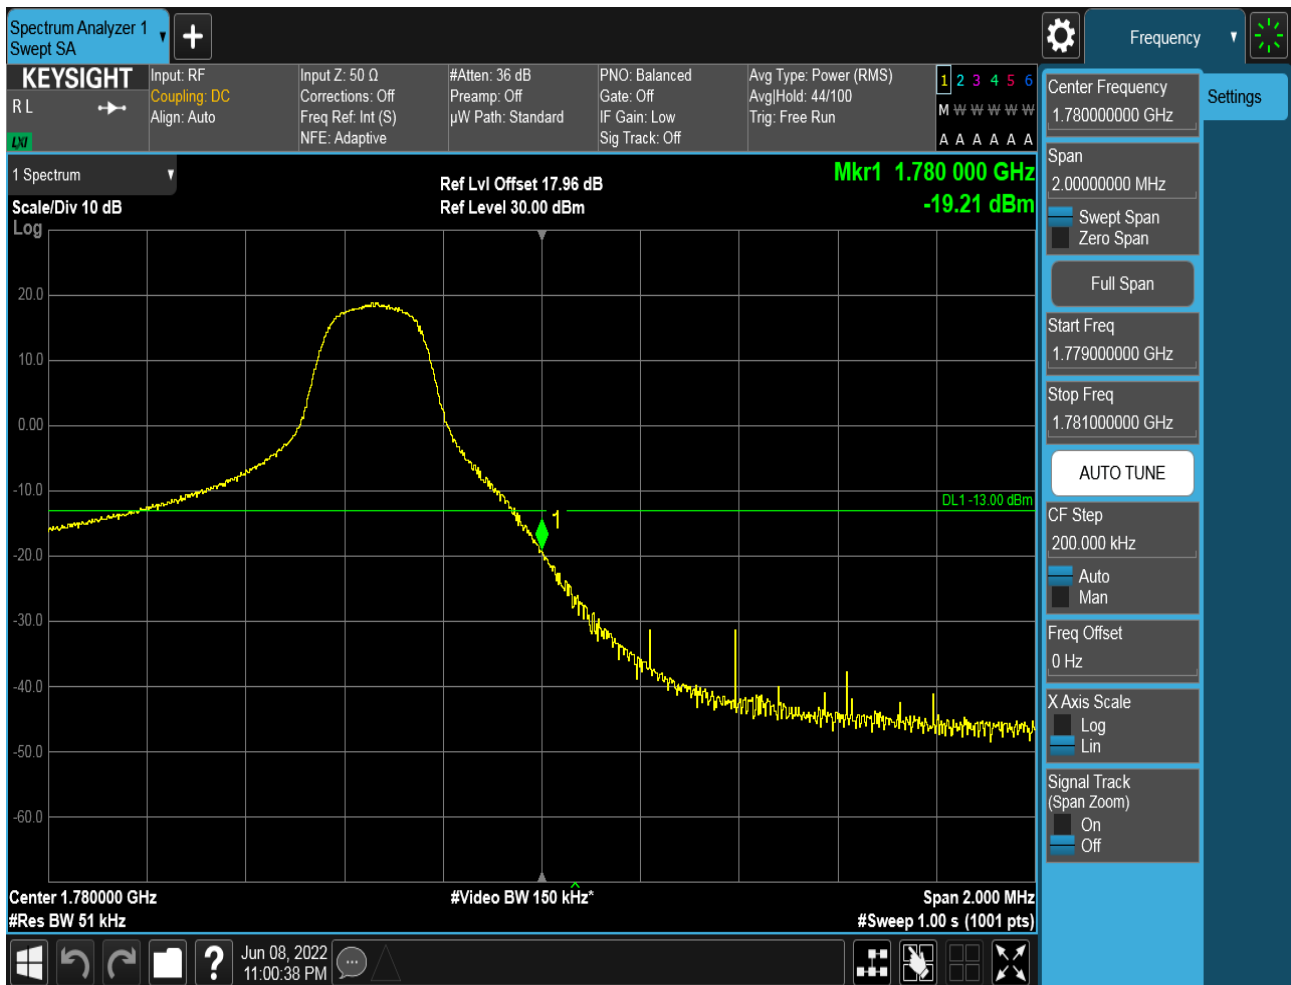 Spectrum Analyzer 1
Swept SA
Frequency
KEYSIGHT
R L
LXI
Input: RF
Coupling: DC
Align: Auto
Input Z: 50 Ω
Corrections: Off
Freq Ref: Int (S)
NFE: Adaptive
#Atten: 36 dB
Preamp: Off
µW Path: Standard
PNO: Balanced
Gate: Off
IF Gain: Low
Sig Track: Off
Avg Type: Power (RMS)
Avg|Hold: 44/100
Trig: Free Run
1 2 3 4 5 6
M W W W W W
A A A A A A
1 Spectrum
Scale/Div 10 dB
Log
Ref Lvl Offset 17.96 dB
Ref Level 30.00 dBm
Mkr1 1.780 000 GHz
-19.21 dBm
20.0
10.0
0.00
-10.0
-20.0
-30.0
-40.0
-50.0
-60.0
DL1 -13.00 dBm
1
Center 1.780000 GHz
#Res BW 51 kHz
#Video BW 150 kHz*
Span 2.000 MHz
#Sweep 1.00 s (1001 pts)
Center Frequency
1.780000000 GHz
Span
2.00000000 MHz
Swept Span
Zero Span
Full Span
Start Freq
1.779000000 GHz
Stop Freq
1.781000000 GHz
AUTO TUNE
CF Step
200.000 kHz
Auto
Man
Freq Offset
0 Hz
X Axis Scale
Log
Lin
Signal Track
(Span Zoom)
On
Off
Settings
?
Jun 08, 2022
11:00:38 PM